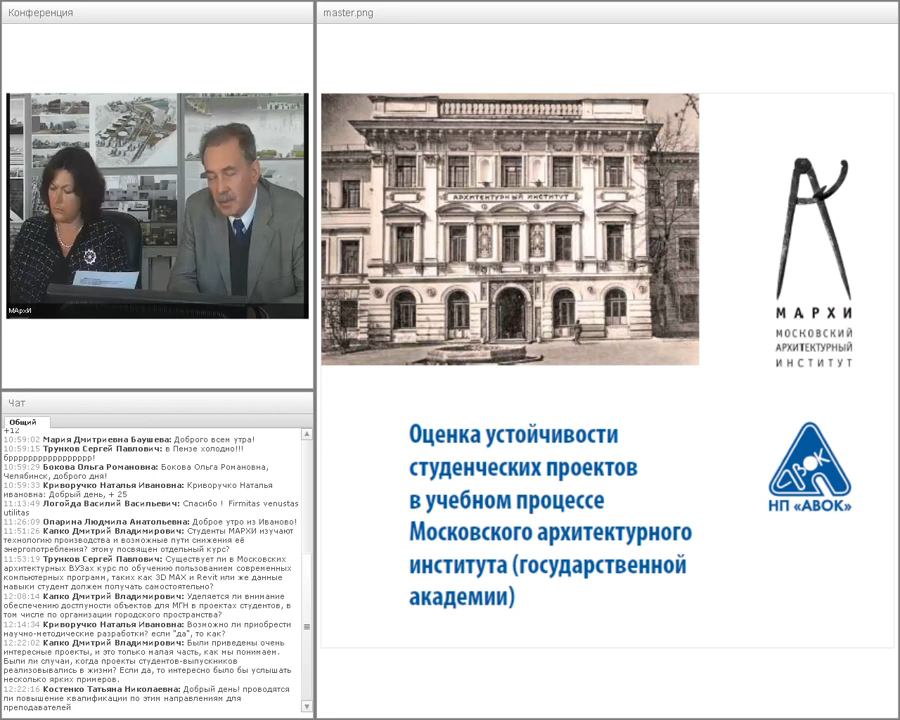 Конференция
МАрхИ
Чат
Общий
+12
10:59:02 Мария Дмитриевна Баушева: Доброго всем утра!
10:59:15 Трунков Сергей Павлович: в Пензе холодно!!!
бррррррррррррррррр!
10:59:29 Бокова Ольга Романовна: Бокова Ольга Романовна,
Челябинск, доброго дня!
10:59:33 Криворучко Наталья Ивановна: Криворучко Наталья
ивановна: Добрый день, + 25
11:13:49 Логойда Василий Васильевич: Спасибо ! Firmitas venustas
utilitas
11:26:09 Опарина Людмила Анатольевна: Доброе утро из Иваново!
11:51:26 Капко Дмитрий Владимирович: Студенты МАРХИ изучают
технологию производства и возможные пути снижения её
энергопотребления? этому посвящен отдельный курс?
11:53:19 Трунков Сергей Павлович: Существует ли в Московских
архитектурных ВУЗах курс по обучению пользованием современных
компьютерных программ, таких как 3D MAX и Revit или же данные
навыки студент должен получать самостоятельно?
12:08:14 Капко Дмитрий Владимирович: Уделяется ли внимание
обеспечению доступности объектов для МГН в проектах студентов, в
том числе по организации городского пространства?
12:14:34 Криворучко Наталья Ивановна: Возможно ли приобрести
научно-методические разработки? если "да", то как?
12:22:02 Капко Дмитрий Владимирович: Были приведены очень
интересные проекты, и это только малая часть, как мы понимаем.
Были ли случаи, когда проекты студентов-выпускников
реализовывались в жизни? Если да, то интересно было бы услышать
несколько ярких примеров.
12:22:16 Костенко Татьяна Николаевна: Добрый день! проводятся
ли повышение квалификации по этим направлениям для
преподавателей
master.png
АРХИТЕКТУРНЫЙ ИНСТИТУТ
МАРХИ
МОСКОВСКИЙ
АРХИТЕКТУРНЫЙ
ИНСТИТУТ
Оценка устойчивости
студенческих проектов
в учебном процессе
Московского архитектурного
института (государственной
академии)
АВОК
НП «АВОК»